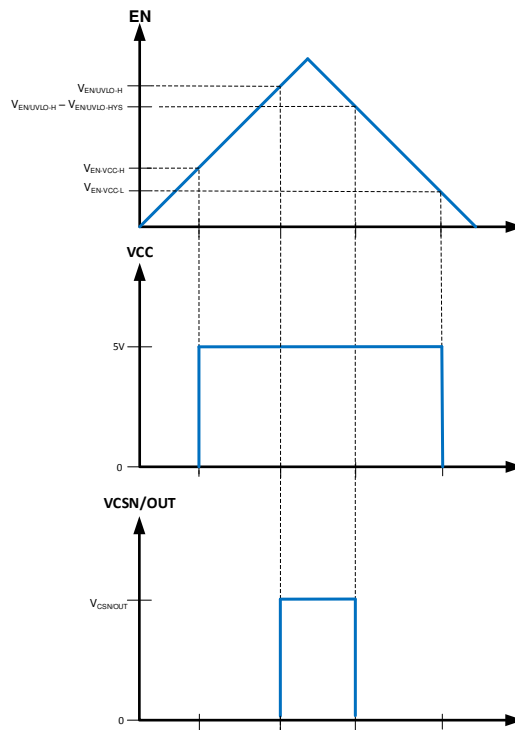 EN
VEN/UVLO-H
VEN/UVLO-H – VEN/UVLO-HYS
VEN-VCC-H
VEN-VCC-L
VCC
5V
0
VCSN/OUT
VCSN/OUT
0